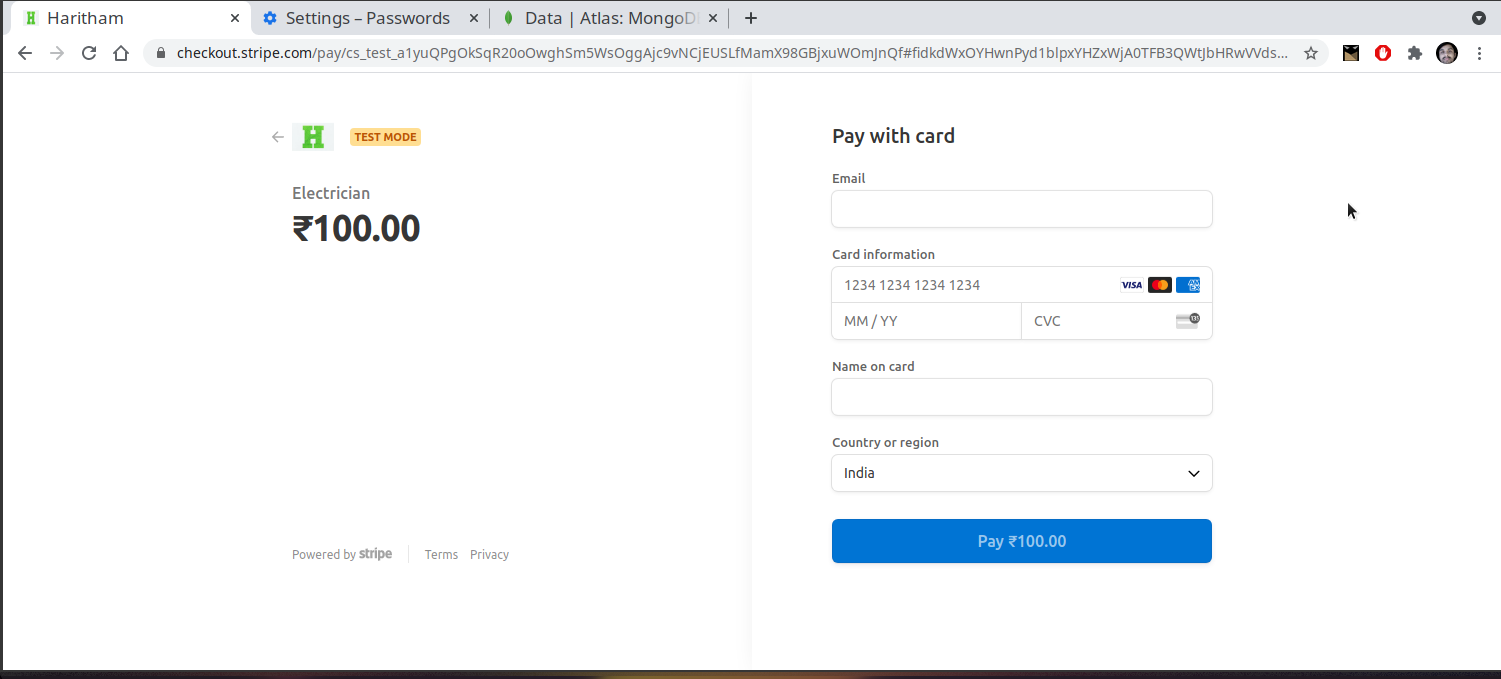 Haritham
Settings – Passwords
Data | Atlas: MongoD
checkout.stripe.com/pay/cs_test_a1yuQPgOkSqR20oOwghSm5WsOggAjc9vNCjEUSLfMamX98GBjxuWOmJnQf#fidkdWxOYHwnPyd1blpxYHZxWjA0TFB3QWtJbHRwVVds...
H
TEST MODE
Electrician
₹100.00
Powered by stripe
Terms
Privacy
Pay with card
Email
Card information
1234 1234 1234 1234
VISA
MM / YY
CVC
Name on card
Country or region
India
Pay ₹100.00